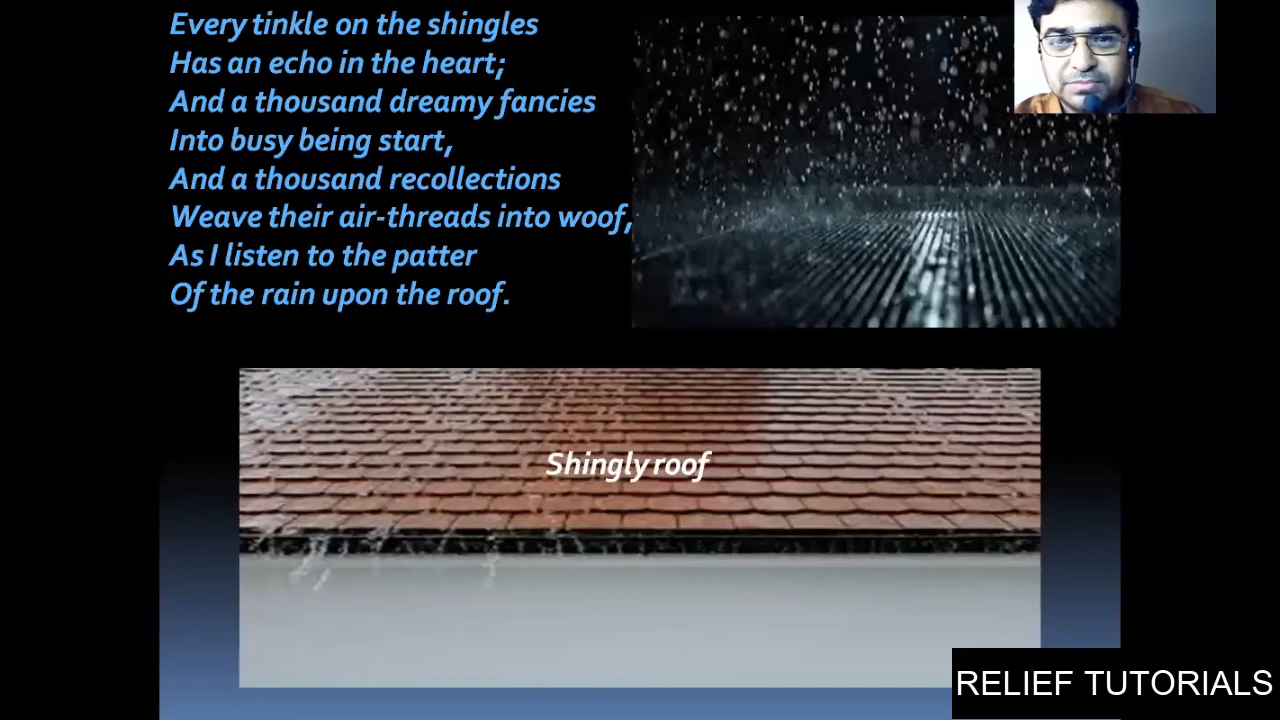 Every tinkle on the shingles
Has an echo in the heart;
And a thousand dreamy fancies
Into busy being start,
And a thousand recollections
Weave their air-threads into woof,
As I listen to the patter
Of the rain upon the roof.
Shingly roof
RELIEF TUTORIALS